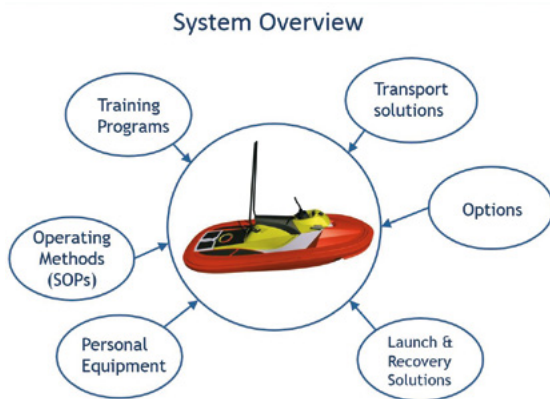 System Overview
Training
Programs
Transport
solutions
Operating
Methods
(SOPs)
Options
Personal
Equipment
Launch &
Recovery
Solutions